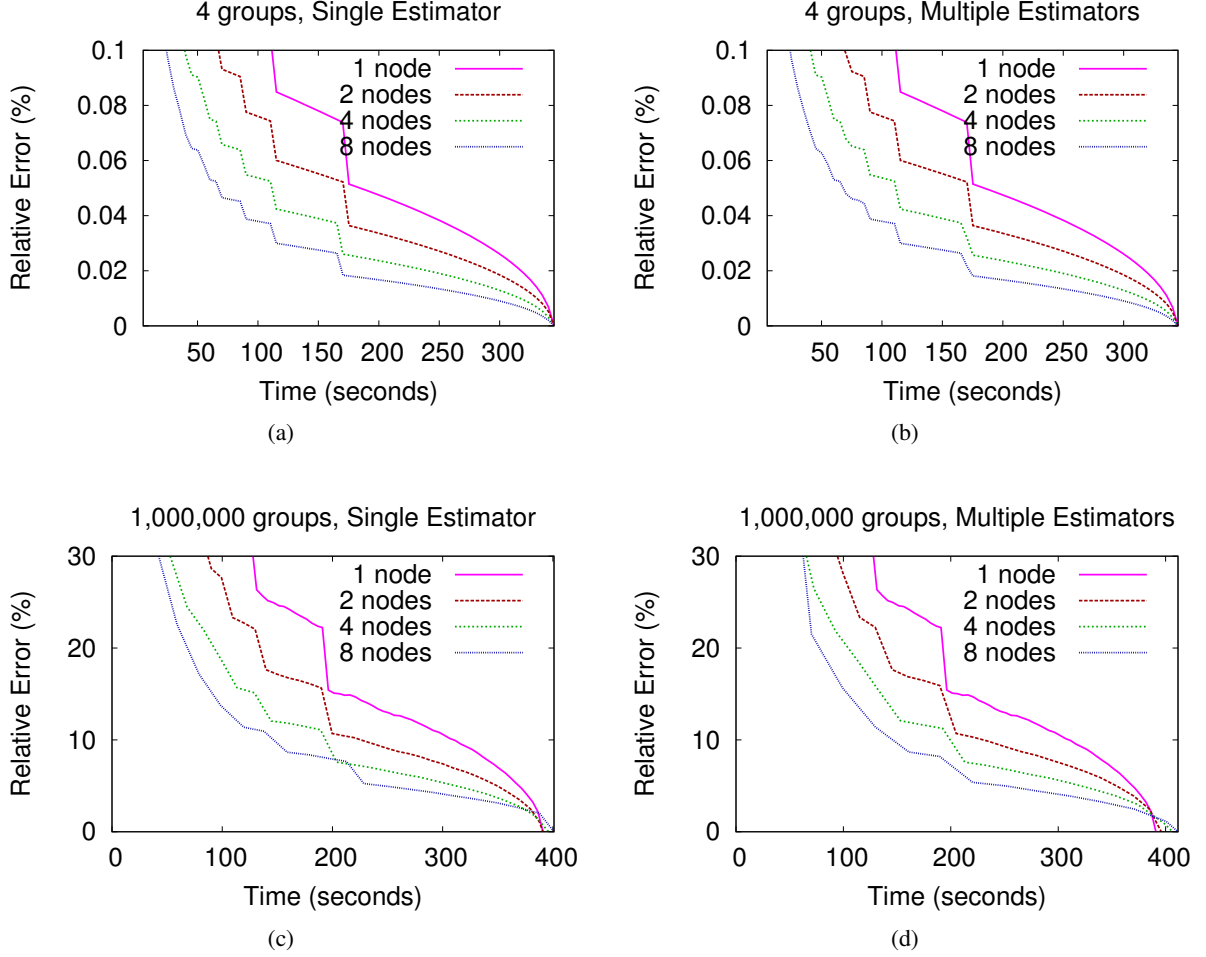 4 groups, Single Estimator
Relative Error (%)
0.1
0.08
0.06
0.04
0.02
0
1 node
2 nodes
4 nodes
8 nodes
50 100 150 200 250 300
Time (seconds)
(a)
4 groups, Multiple Estimators
Relative Error (%)
0.1
0.08
0.06
0.04
0.02
0
1 node
2 nodes
4 nodes
8 nodes
50 100 150 200 250 300
Time (seconds)
(b)
1,000,000 groups, Single Estimator
Relative Error (%)
30
20
10
0
1 node
2 nodes
4 nodes
8 nodes
0 100 200 300 400
Time (seconds)
(c)
1,000,000 groups, Multiple Estimators
Relative Error (%)
30
20
10
0
1 node
2 nodes
4 nodes
8 nodes
0 100 200 300 400
Time (seconds)
(d)